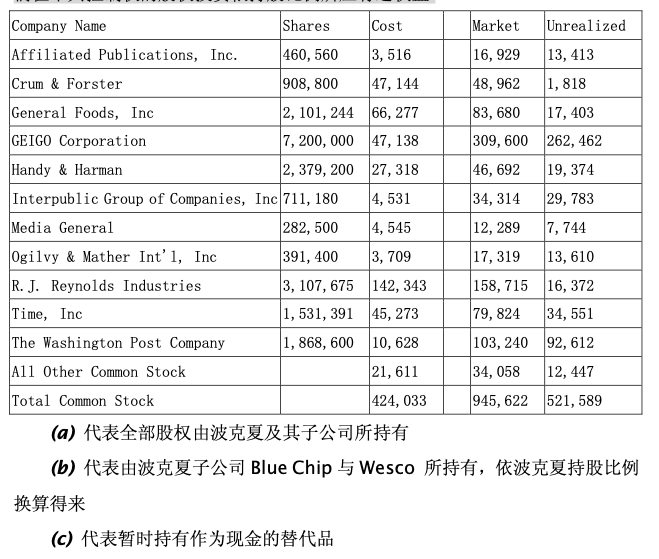 Company Name Shares Cost Market Unrealized
Affiliated Publications, Inc. 460,560 3,516 16,929 13,413
Crum & Forster 908,800 47,144 48,962 1,818
General Foods, Inc 2,101,244 66,277 83,680 17,403
GEIGO Corporation 7,200,000 47,138 309,600 262,462
Handy & Harman 2,379,200 27,318 46,692 19,374
Interpublic Group of Companies, Inc 711,180 4,531 34,314 29,783
Media General 282,500 4,545 12,289 7,744
Ogilvy & Mather Int'l, Inc 391,400 3,709 17,319 13,610
R.J. Reynolds Industries 3,107,675 142,343 158,715 16,372
Time, Inc 1,531,391 45,273 79,824 34,551
The Washington Post Company 1,868,600 10,628 103,240 92,612
All Other Common Stock 21,611 34,058 12,447
Total Common Stock 424,033 945,622 521,589
(a) 代表全部股权由波克夏及其子公司所持有
(b) 代表由波克夏子公司 Blue Chip 与 Wesco 所持有，依波克夏持股比例
换算得来
(c) 代表暂时持有作为现金的替代品